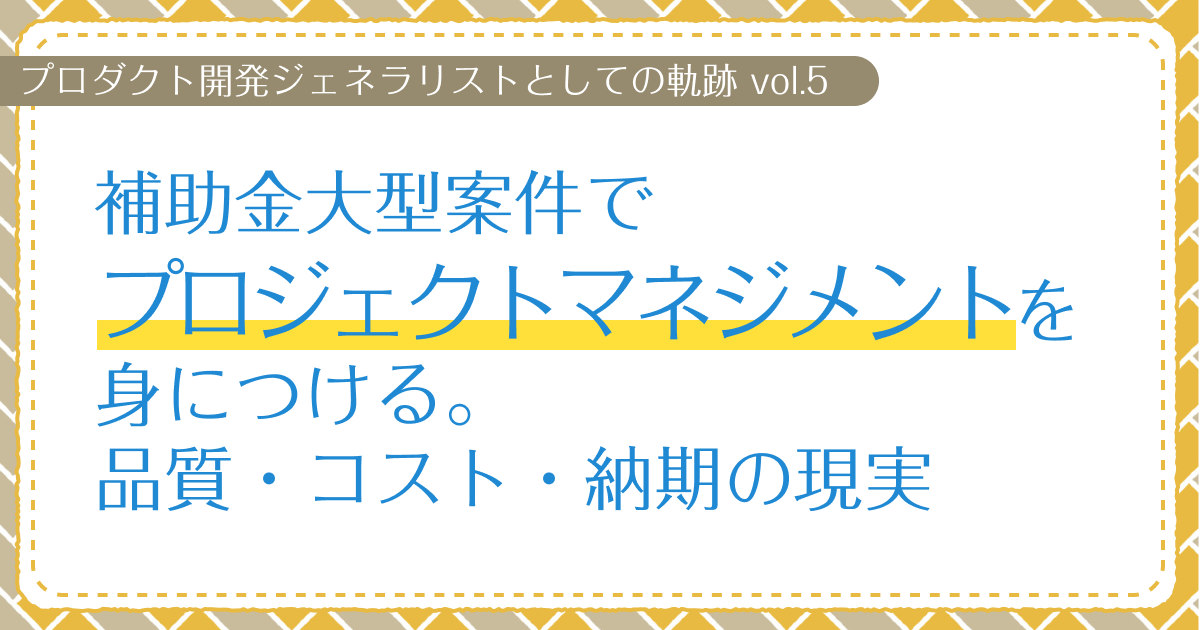 プロダクト開発ジェネラリストとしての軌跡 vol.5
補助金大型案件で
プロジェクトマネジメントを
身につける。
品質・コスト・納期の現実